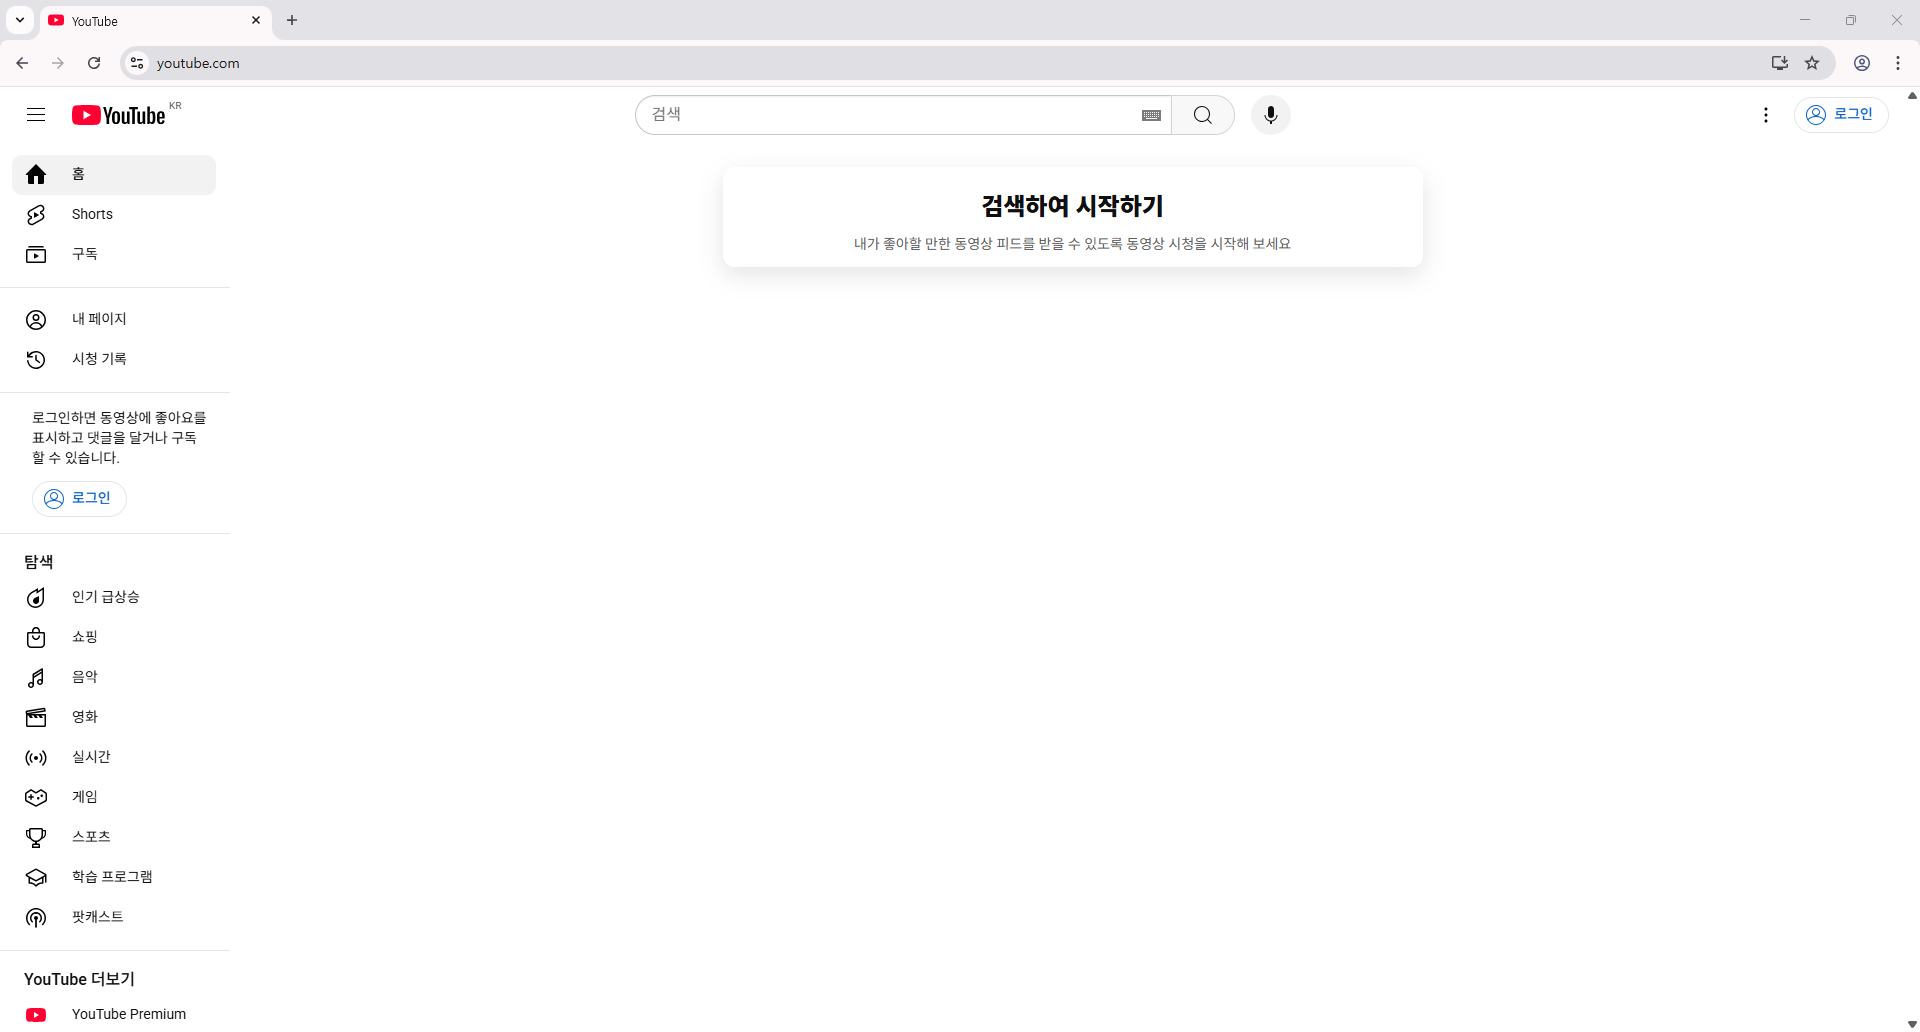 YouTube
youtube.com
YouTube KR
검색
로그인
홈
Shorts
구독
내 페이지
시청 기록
로그인하면 동영상에 좋아요를
표시하고 댓글을 달거나 구독
할 수 있습니다.
로그인
탐색
인기 급상승
쇼핑
음악
영화
실시간
게임
스포츠
학습 프로그램
팟캐스트
YouTube 더보기
YouTube Premium
검색하여 시작하기
내가 좋아할 만한 동영상 피드를 받을 수 있도록 동영상 시청을 시작해 보세요